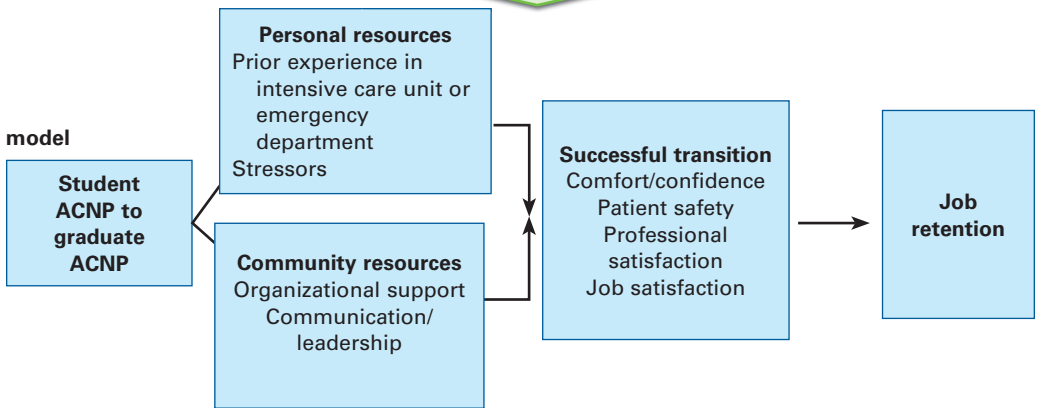 model
Student
ACNP to
graduate
ACNP
Personal resources
Prior experience in
intensive care unit or
emergency
department
Stressors
Community resources
Organizational support
Communication/
leadership
Successful transition
Comfort/confidence
Patient safety
Professional
satisfaction
Job satisfaction
Job
retention